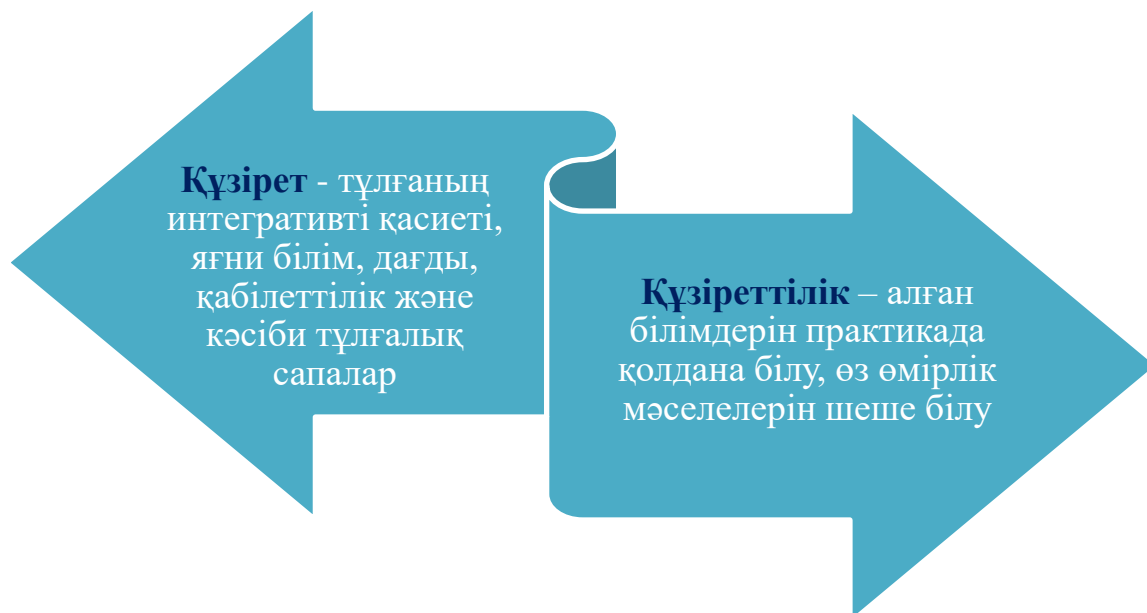 Құзірет - тұлғаның
интегративті қасиеті,
яғни білім, дағды,
қабілеттілік және
кәсіби тұлғалық
сапалар
Құзіреттілік – алған
білімдерін практикада
қолдана білу, өз өмірлік
мәселелерін шеше білу